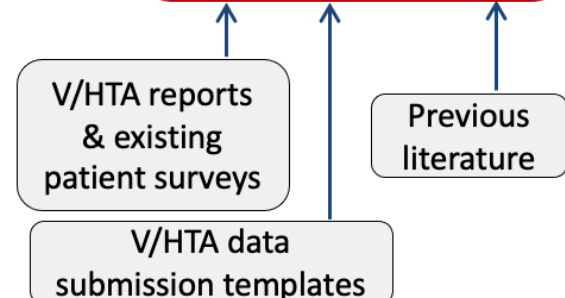 V/HTA reports
& existing
patient surveys
Previous
literature
V/HTA data
submission templates